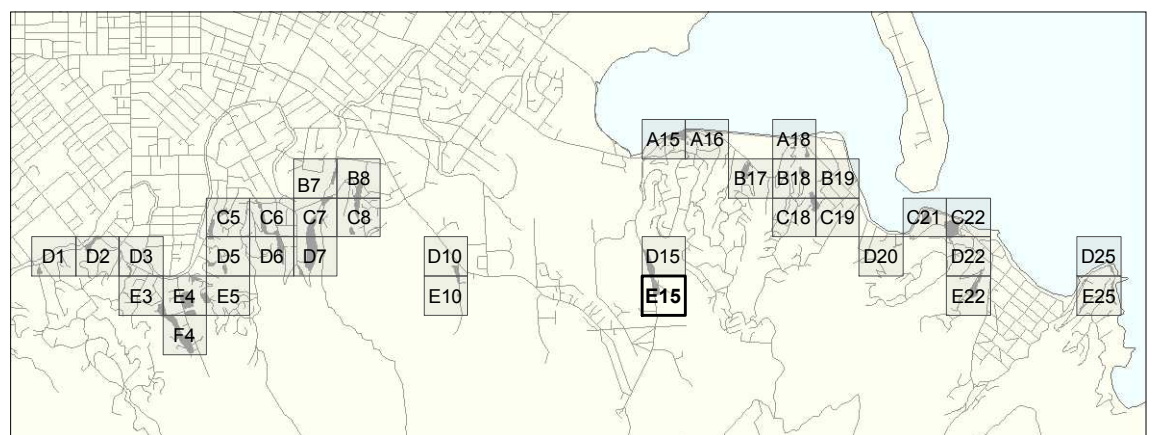 A15 A16 A18
B7 B8 B17 B18 B19
C5 C6 C7 C8 C18 C19 C21 C22
D1 D2 D3 D5 D6 D7 D10 D15 D20 D22 D25
E3 E4 E5 E10 E15 E22 E25
F4